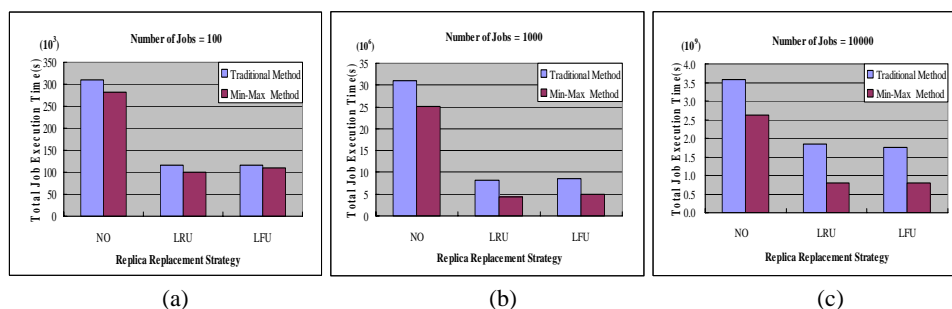 Number of Jobs = 100
(10³)
Total Job Execution Time(s)
350
300
250
200
150
100
50
0
Traditional Method
Min-Max Method
NO LRU LFU
Replica Replacement Strategy
(a)
Number of Jobs = 1000
(10⁶)
Total Job Execution Time(s)
35
30
25
20
15
10
5
0
Traditional Method
Min-Max Method
NO LRU LFU
Replica Replacement Strategy
(b)
Number of Jobs = 10000
(10⁹)
Total Job Execution Time(s)
4.0
3.5
3.0
2.5
2.0
1.5
1.0
0.5
0.0
Traditional Method
Min-Max Method
NO LRU LFU
Replica Replacement Strategy
(c)